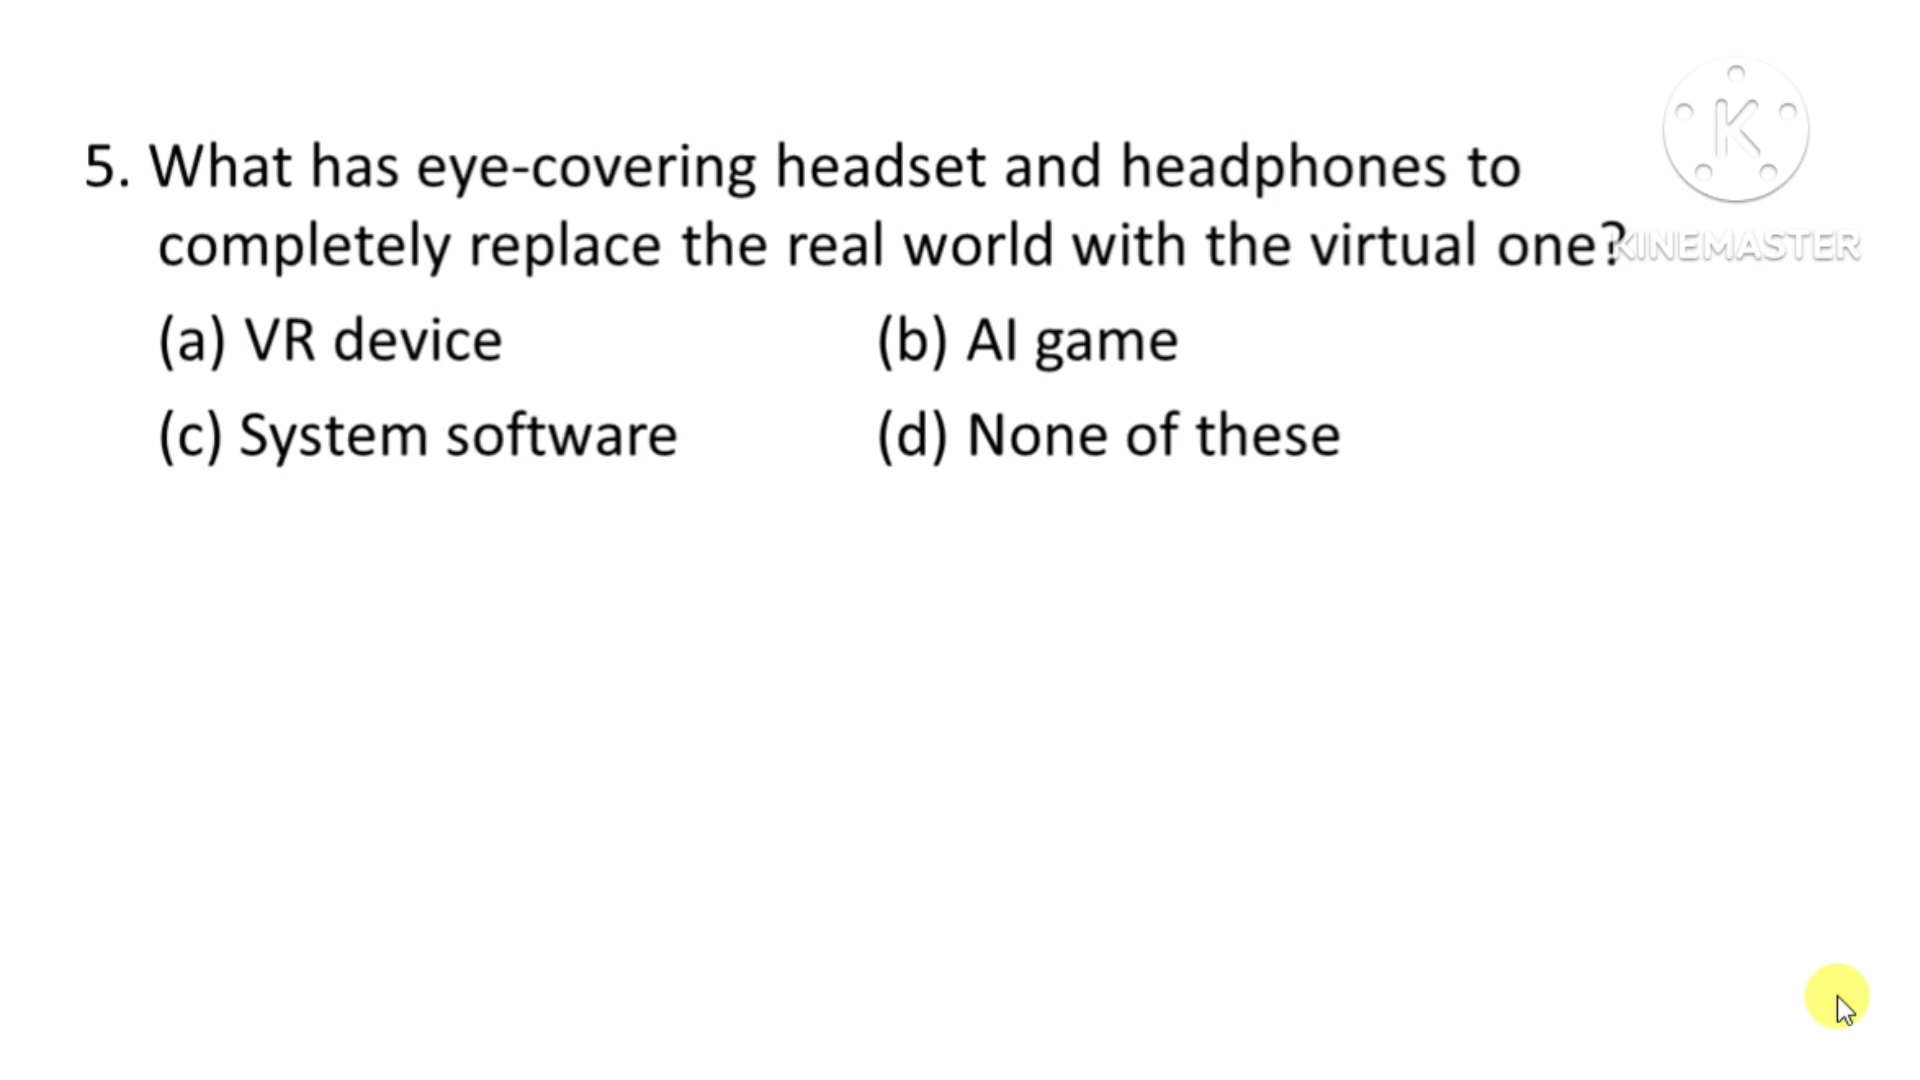 5. What has eye-covering headset and headphones to
completely replace the real world with the virtual one?
(a) VR device (b) AI game
(c) System software (d) None of these
K
KINEMASTER